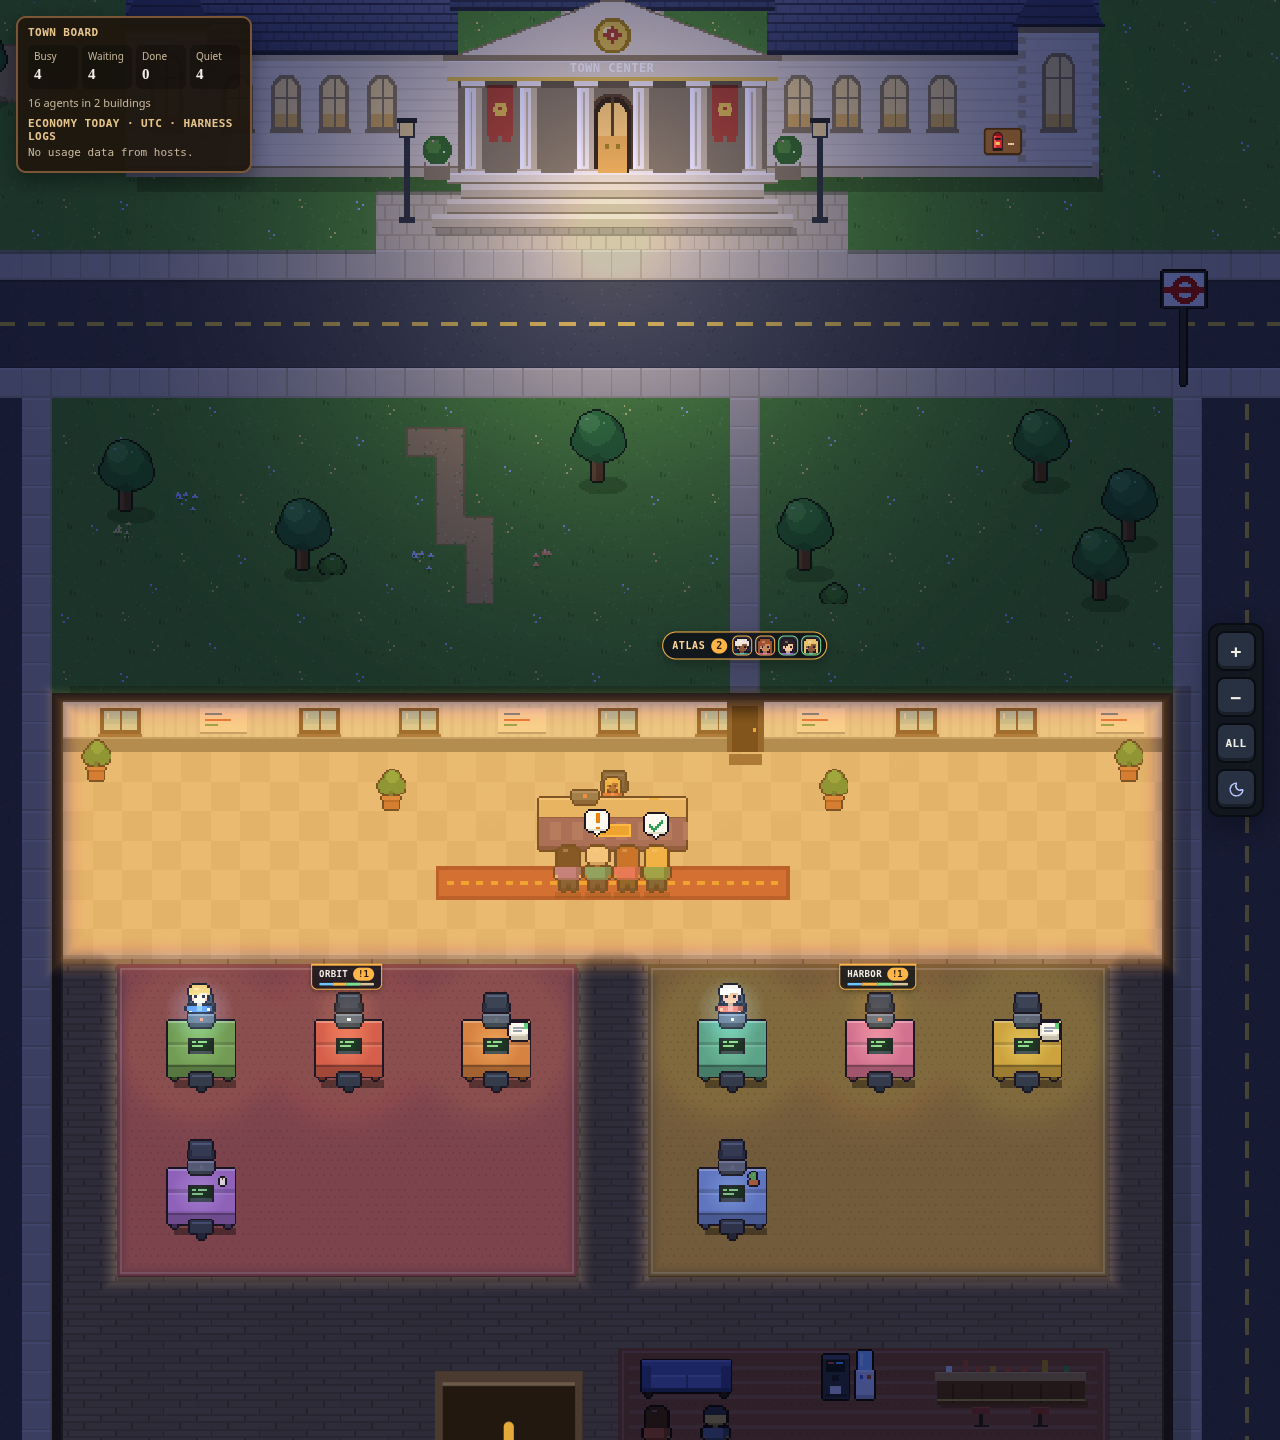 TOWN BOARD
Busy Waiting Done Quiet
4 4 0 4
16 agents in 2 buildings
ECONOMY TODAY · UTC · HARNESS
LOGS
No usage data from hosts.
TOWN CENTER
ATLAS 2
+
−
ALL
ORBIT !1
HARBOR !1